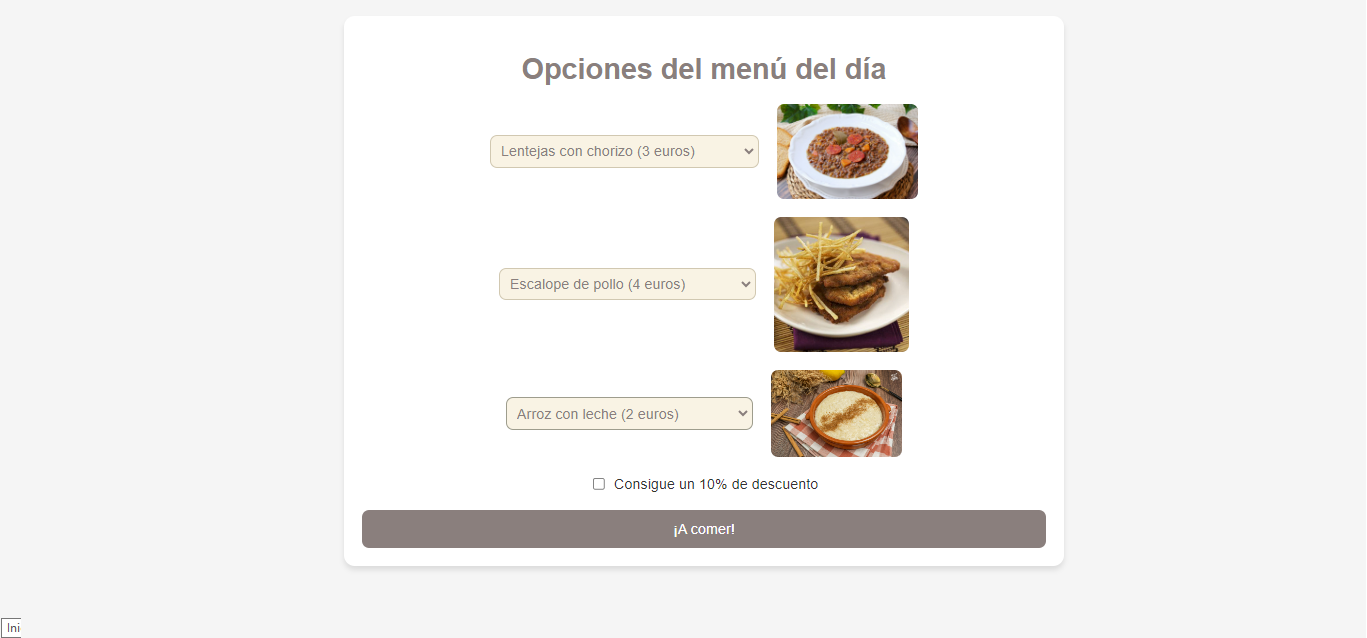 Opciones del menú del día
Lentejas con chorizo (3 euros)
Escalope de pollo (4 euros)
Arroz con leche (2 euros)
Consigue un 10% de descuento
¡A comer!
Ini